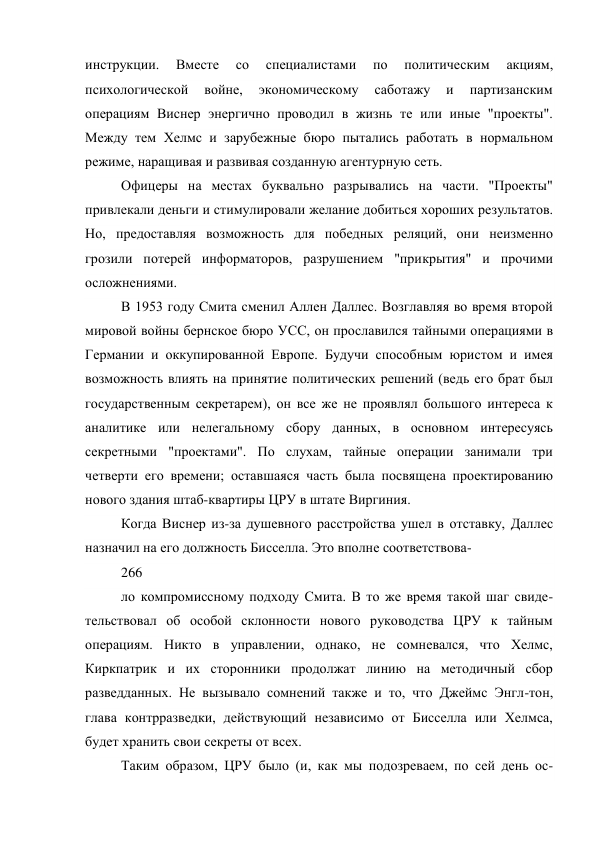 инструкции. Вместе со специалистами по политическим акциям,
психологической войне, экономическому саботажу и партизанским
операциям Виснер энергично проводил в жизнь те или иные "проекты".
Между тем Хелмс и зарубежные бюро пытались работать в нормальном
режиме, наращивая и развивая созданную агентурную сеть.
Офицеры на местах буквально разрывались на части. "Проекты"
привлекали деньги и стимулировали желание добиться хороших результатов.
Но, предоставляя возможность для победных реляций, они неизменно
грозили потерей информаторов, разрушением "прикрытия" и прочими
осложнениями.
В 1953 году Смита сменил Аллен Даллес. Возглавляя во время второй
мировой войны бернское бюро УСС, он прославился тайными операциями в
Германии и оккупированной Европе. Будучи способным юристом и имея
возможность влиять на принятие политических решений (ведь его брат был
государственным секретарем), он все же не проявлял большого интереса к
аналитике или нелегальному сбору данных, в основном интересуясь
секретными "проектами". По слухам, тайные операции занимали три
четверти его времени; оставшаяся часть была посвящена проектированию
нового здания штаб-квартиры ЦРУ в штате Виргиния.
Когда Виснер из-за душевного расстройства ушел в отставку, Даллес
назначил на его должность Бисселла. Это вполне соответствова-
266
ло компромиссному подходу Смита. В то же время такой шаг свиде-
тельствовал об особой склонности нового руководства ЦРУ к тайным
операциям. Никто в управлении, однако, не сомневался, что Хелмс,
Киркпатрик и их сторонники продолжат линию на методичный сбор
разведданных. Не вызывало сомнений также и то, что Джеймс Энгл-тон,
глава контрразведки, действующий независимо от Бисселла или Хелмса,
будет хранить свои секреты от всех.
Таким образом, ЦРУ было (и, как мы подозреваем, по сей день ос-